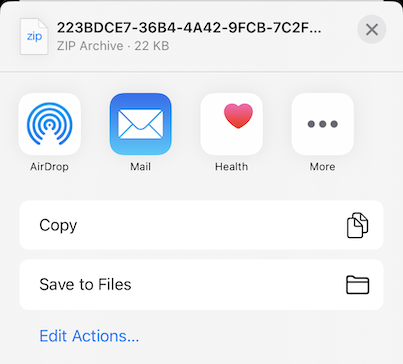 zip
223BDCE7-36B4-4A42-9FCB-7C2F...
ZIP Archive · 22 KB
AirDrop
Mail
Health
More
Copy
Save to Files
Edit Actions...